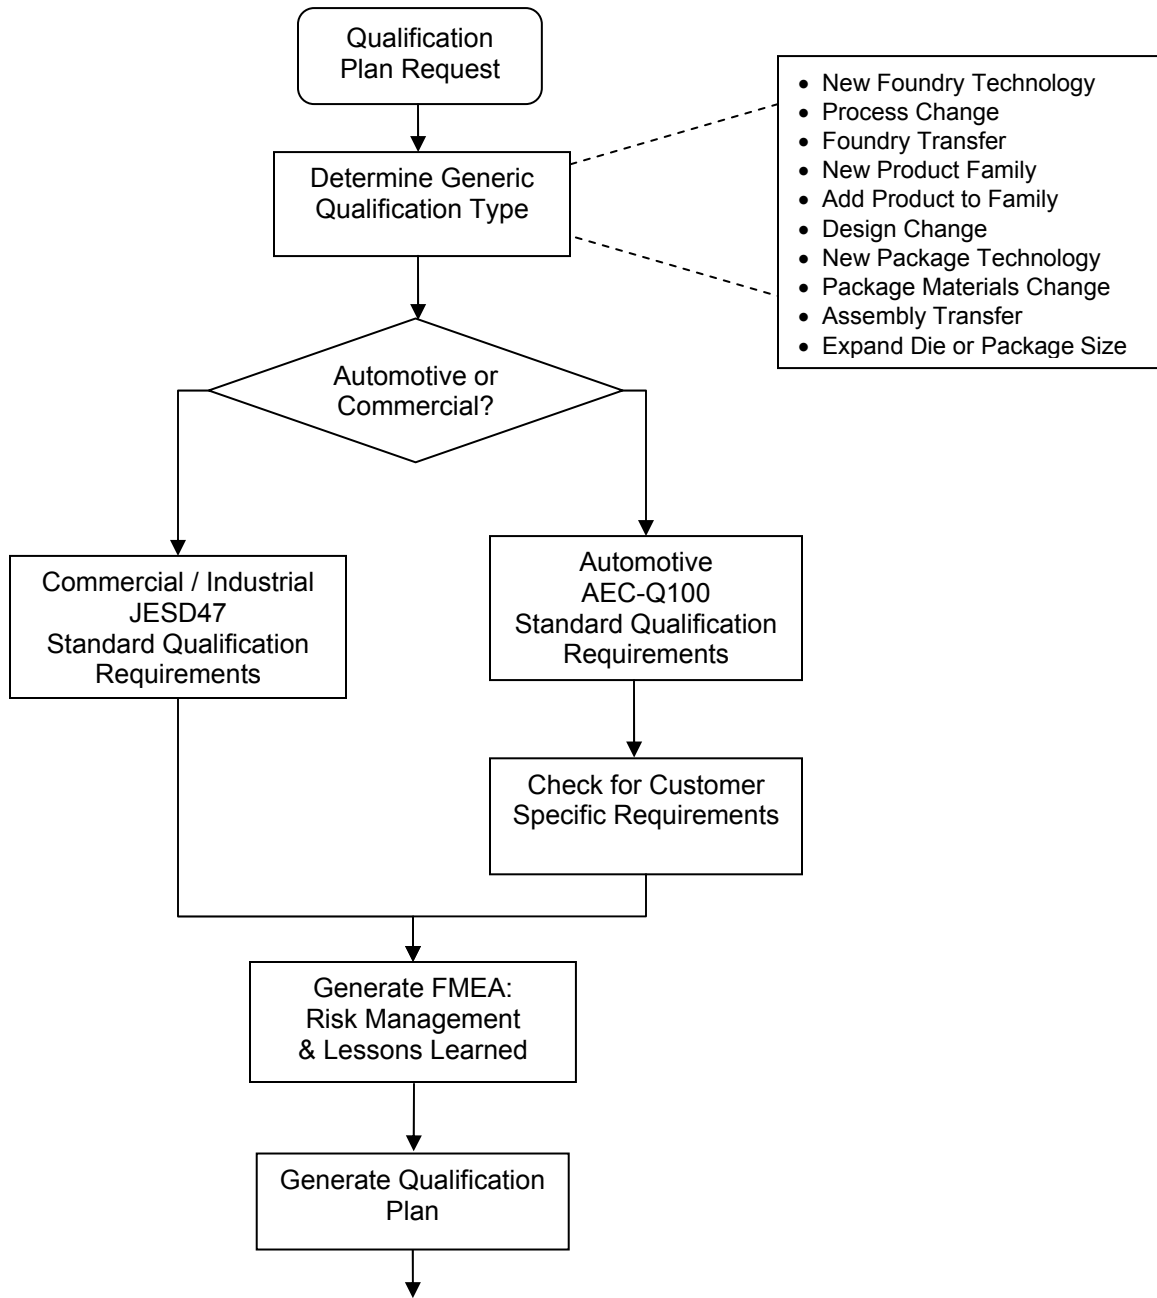 Qualification
Plan Request
• New Foundry Technology
• Process Change
• Foundry Transfer
• New Product Family
• Add Product to Family
• Design Change
• New Package Technology
• Package Materials Change
• Assembly Transfer
• Expand Die or Package Size
Determine Generic
Qualification Type
Automotive or
Commercial?
Commercial / Industrial
JESD47
Standard Qualification
Requirements
Automotive
AEC-Q100
Standard Qualification
Requirements
Check for Customer
Specific Requirements
Generate FMEA:
Risk Management
& Lessons Learned
Generate Qualification
Plan